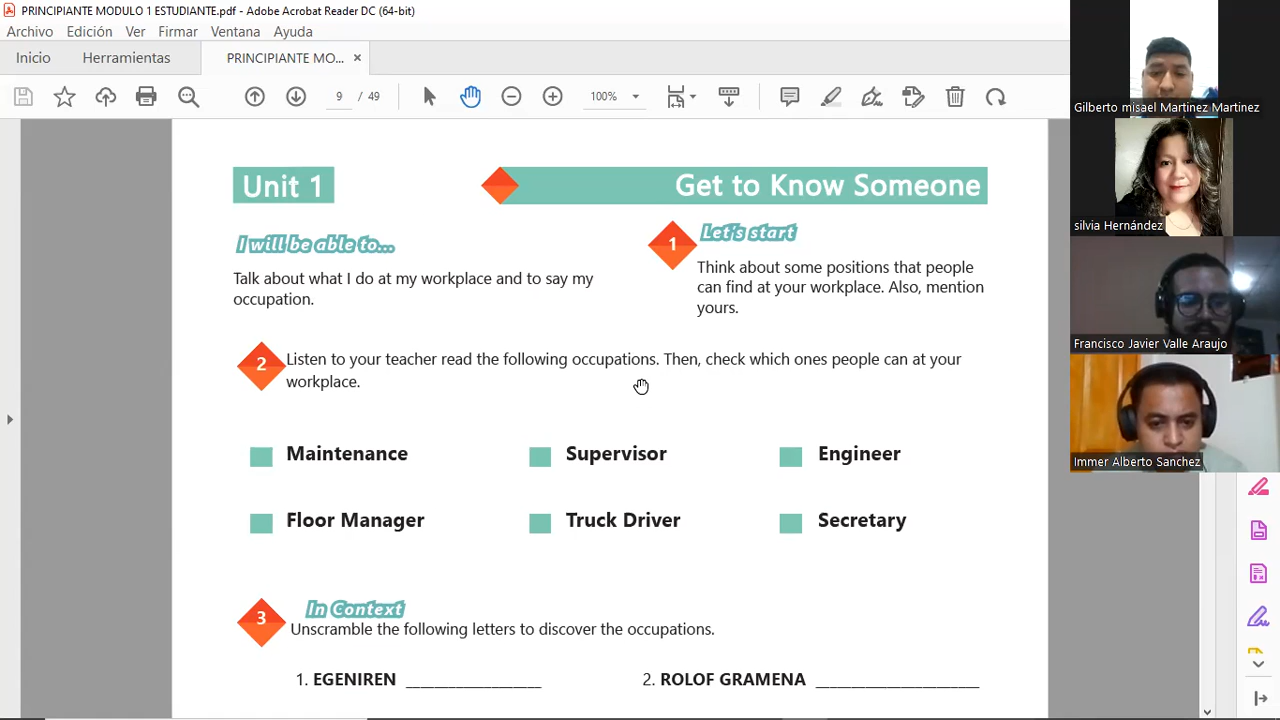 PRINCIPIANTE MODULO 1 ESTUDIANTE.pdf - Adobe Acrobat Reader DC (64-bit)
Archivo Edición Ver Firmar Ventana Ayuda
Inicio Herramientas PRINCIPIANTE MO... ×
9 / 49 100%
Unit 1 Get to Know Someone
I will be able to...
Talk about what I do at my workplace and to say my
occupation.
1 Let's start
Think about some positions that people
can find at your workplace. Also, mention
yours.
2 Listen to your teacher read the following occupations. Then, check which ones people can at your
workplace.
Maintenance Supervisor Engineer
Floor Manager Truck Driver Secretary
3 In Context
Unscramble the following letters to discover the occupations.
1. EGENIREN __________________ 2. ROLOF GRAMENA ______________________
Gilberto misael Martinez Martinez
silvia Hernández
Francisco Javier Valle Araujo
Immer Alberto Sanchez